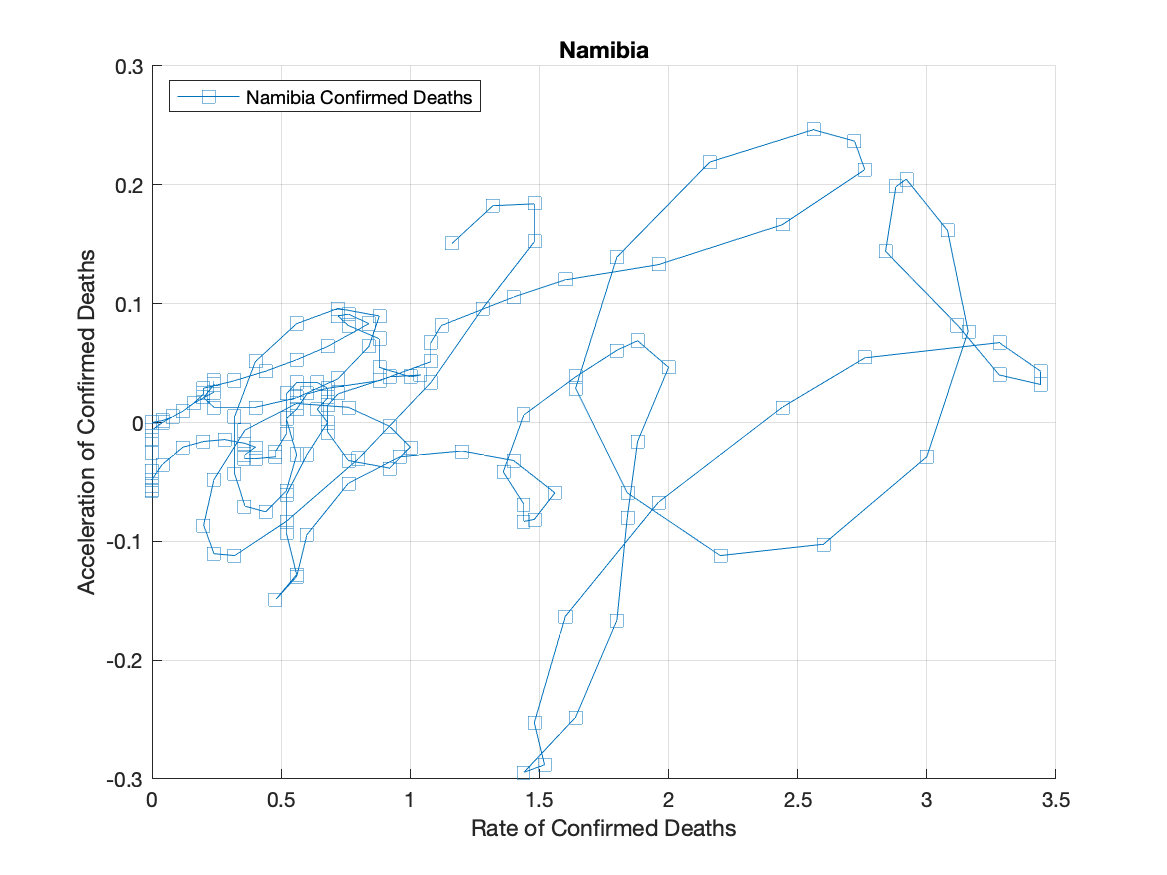 Namibia
Namibia Confirmed Deaths
0.3
0.2
0.1
0
-0.1
-0.2
-0.3
Acceleration of Confirmed Deaths
0 0.5 1 1.5 2 2.5 3 3.5
Rate of Confirmed Deaths